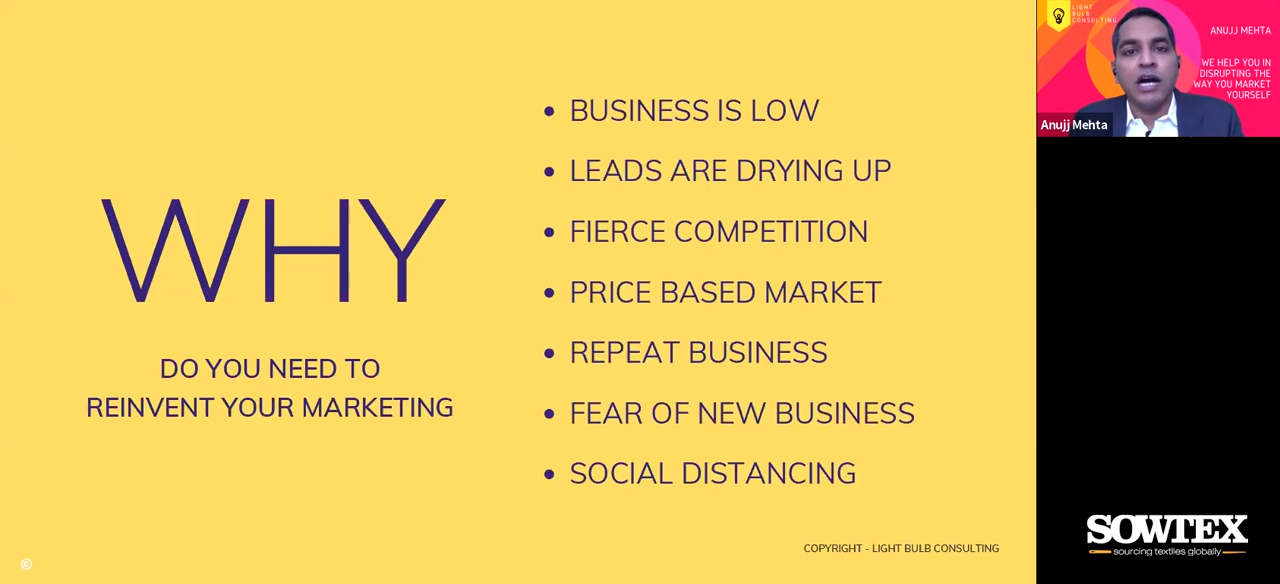 WHY
DO YOU NEED TO
REINVENT YOUR MARKETING
BUSINESS IS LOW
LEADS ARE DRYING UP
FIERCE COMPETITION
PRICE BASED MARKET
REPEAT BUSINESS
FEAR OF NEW BUSINESS
SOCIAL DISTANCING
COPYRIGHT - LIGHT BULB CONSULTING
©
LIGHT
BULB
CONSULTING
ANUJJ MEHTA
WE HELP YOU IN
DISRUPTING THE
WAY YOU MARKET
YOURSELF
Anujj Mehta
SOWTEX
sourcing textiles globally